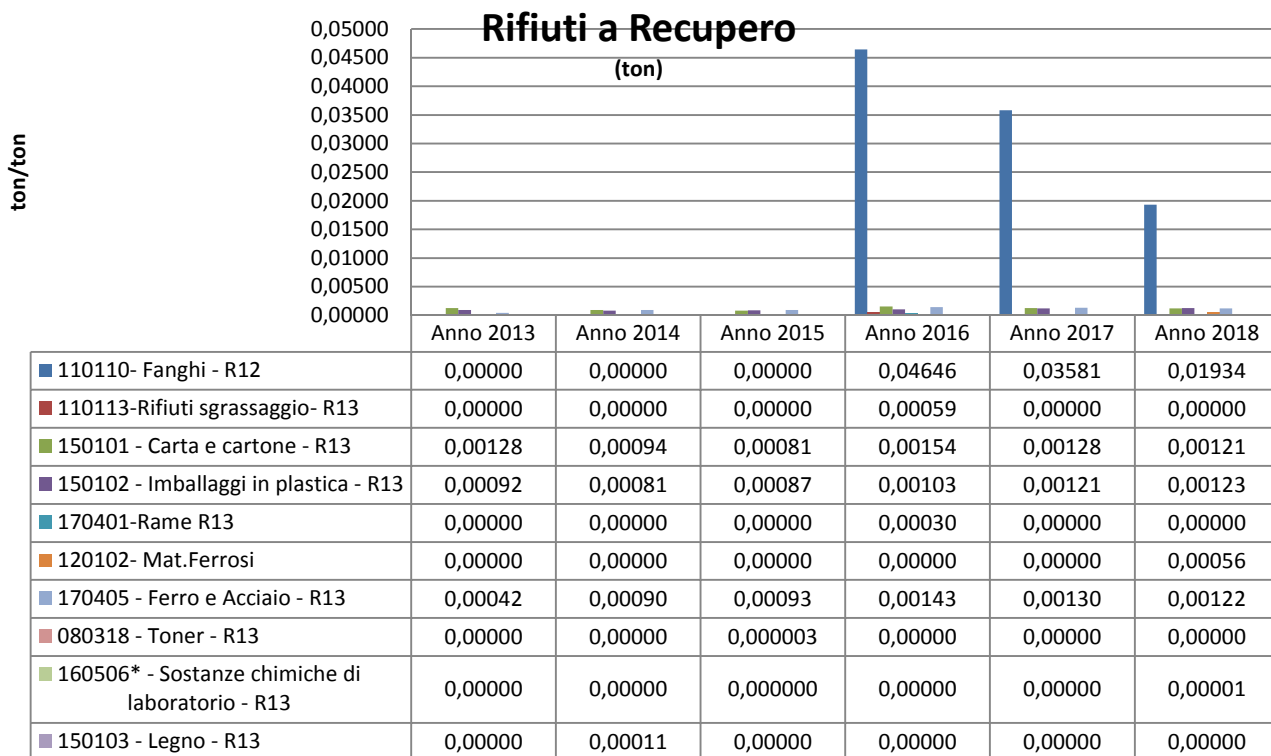 Rifiuti a Recupero
(ton)
ton/ton
0,05000
0,04500
0,04000
0,03500
0,03000
0,02500
0,02000
0,01500
0,01000
0,00500
0,00000
Anno 2013 Anno 2014 Anno 2015 Anno 2016 Anno 2017 Anno 2018
110110- Fanghi - R12 0,00000 0,00000 0,00000 0,04646 0,03581 0,01934
110113-Rifiuti sgrassaggio- R13 0,00000 0,00000 0,00000 0,00059 0,00000 0,00000
150101 - Carta e cartone - R13 0,00128 0,00094 0,00081 0,00154 0,00128 0,00121
150102 - Imballaggi in plastica - R13 0,00092 0,00081 0,00087 0,00103 0,00121 0,00123
170401-Rame R13 0,00000 0,00000 0,00000 0,00030 0,00000 0,00000
120102- Mat.Ferrosi 0,00000 0,00000 0,00000 0,00000 0,00000 0,00056
170405 - Ferro e Acciaio - R13 0,00042 0,00090 0,00093 0,00143 0,00130 0,00122
080318 - Toner - R13 0,00000 0,00000 0,000003 0,00000 0,00000 0,00000
160506* - Sostanze chimiche di
laboratorio - R13 0,00000 0,00000 0,000000 0,00000 0,00000 0,00001
150103 - Legno - R13 0,00000 0,00011 0,00000 0,00000 0,00000 0,00000